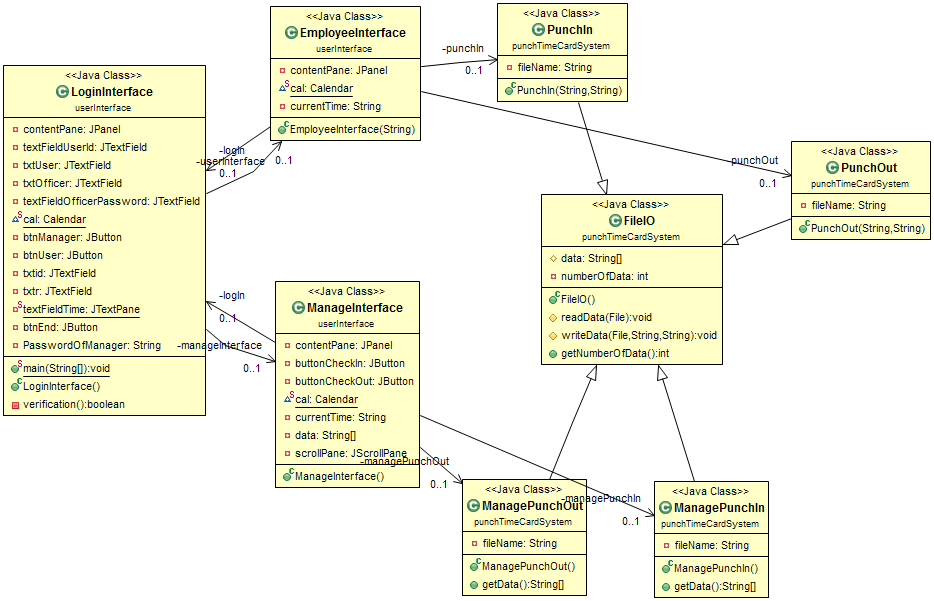 <<Java Class>>
LoginInterface
userInterface
contentPane: JPanel
textFieldUserId: JTextField
txtUser: JTextField
txtOfficer: JTextField
textFieldOfficerPassword: JTextField
cal: Calendar
btnManager: JButton
btnUser: JButton
txtid: JTextField
txtr: JTextField
textFieldTime: JTextPane
btnEnd: JButton
PasswordOfManager: String
main(String[]):void
LoginInterface()
verification():boolean
<<Java Class>>
EmployeeInterface
userInterface
contentPane: JPanel
cal: Calendar
currentTime: String
EmployeeInterface(String)
-login
0..1
-userInterface
0..1
-punchIn
0..1
<<Java Class>>
PunchIn
punchTimeCardSystem
fileName: String
PunchIn(String,String)
punchOut
0..1
<<Java Class>>
PunchOut
punchTimeCardSystem
fileName: String
PunchOut(String,String)
<<Java Class>>
FileIO
punchTimeCardSystem
data: String[]
numberOfData: int
FileIO()
readData(File):void
writeData(File,String,String):void
getNumberOfData():int
-login
0..1
-manageInterface
0..1
<<Java Class>>
ManageInterface
userInterface
contentPane: JPanel
buttonCheckIn: JButton
buttonCheckOut: JButton
cal: Calendar
currentTime: String
data: String[]
scrollPane: JScrollPane
ManageInterface()
-managePunchOut
0..1
-managePunchIn
0..1
<<Java Class>>
ManagePunchOut
punchTimeCardSystem
fileName: String
ManagePunchOut()
getData():String[]
<<Java Class>>
ManagePunchIn
punchTimeCardSystem
fileName: String
ManagePunchIn()
getData():String[]